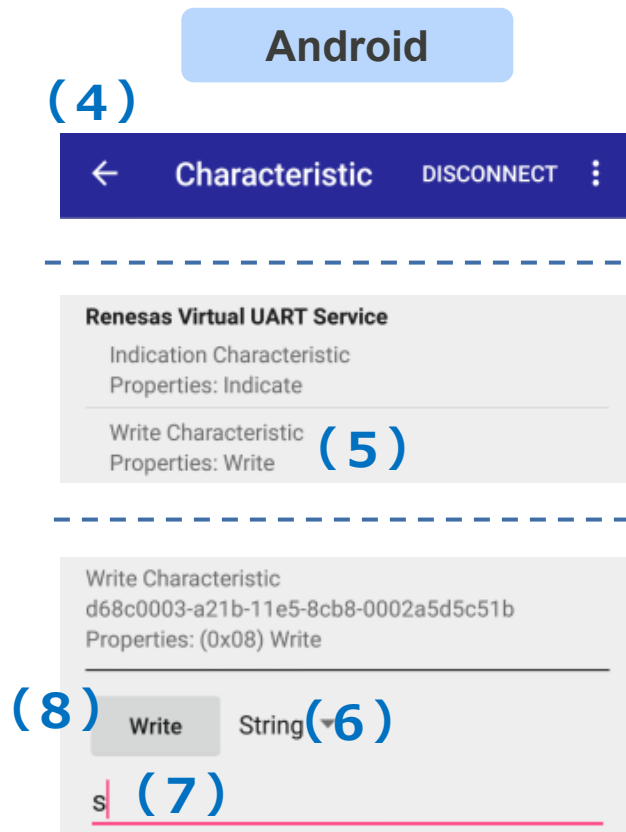 Android
(4)
Characteristic DISCONNECT
Renesas Virtual UART Service
Indication Characteristic
Properties: Indicate
Write Characteristic
(5)
Properties: Write
Write Characteristic
d68c0003-a21b-11e5-8cb8-0002a5d5c51b
Properties: (0x08) Write
(8) Write String (6)
s (7)